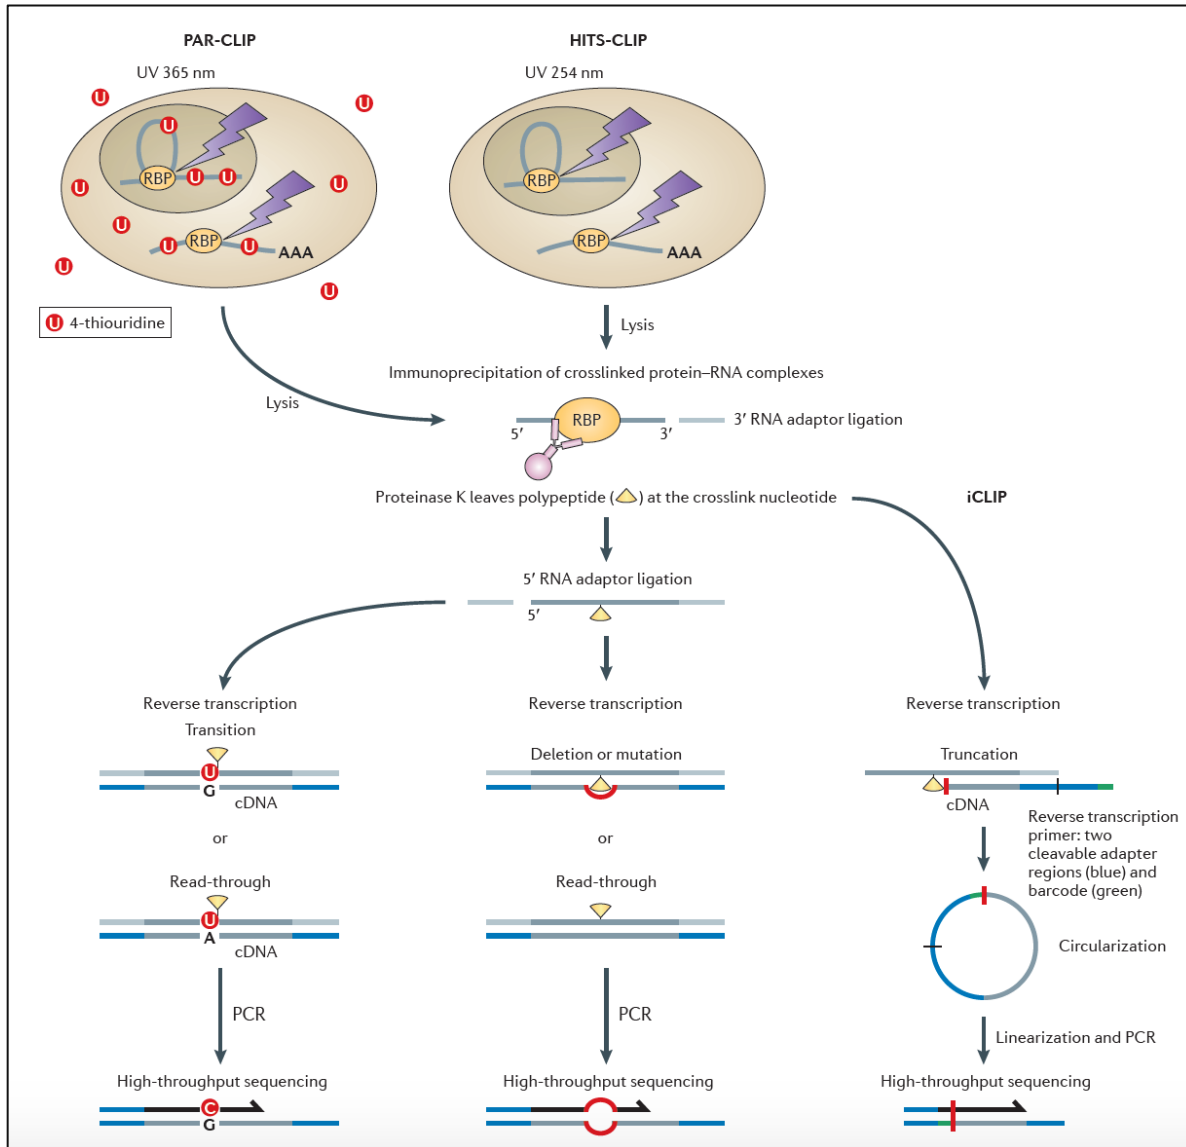 PAR-CLIP
HITS-CLIP
UV 365 nm
UV 254 nm
U
U
U
RBP
U
U
RBP
U
U
U
U
RBP
U
AAA
U
U
RBP
RBP
AAA
U 4-thiouridine
Lysis
Lysis
Immunoprecipitation of crosslinked protein–RNA complexes
RBP
5′
3′
3′ RNA adaptor ligation
Proteinase K leaves polypeptide ( ) at the crosslink nucleotide
iCLIP
5′ RNA adaptor ligation
5′
Reverse transcription
Transition
U
G
cDNA
or
Read-through
U
A
cDNA
PCR
High-throughput sequencing
C
G
Reverse transcription
Deletion or mutation
or
Read-through
PCR
High-throughput sequencing
Reverse transcription
Truncation
cDNA
Reverse transcription
primer: two
cleavable adapter
regions (blue) and
barcode (green)
Circularization
Linearization and PCR
High-throughput sequencing